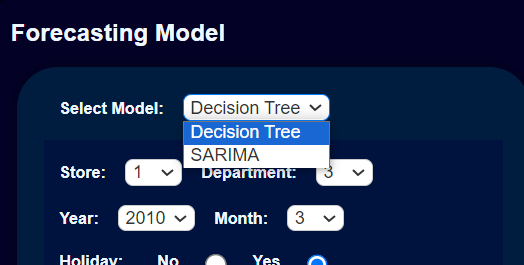 Forecasting Model
Select Model: Decision Tree
Decision Tree
SARIMA
Store: 1 Department: 3
Year: 2010 Month: 3
Holiday: No Yes